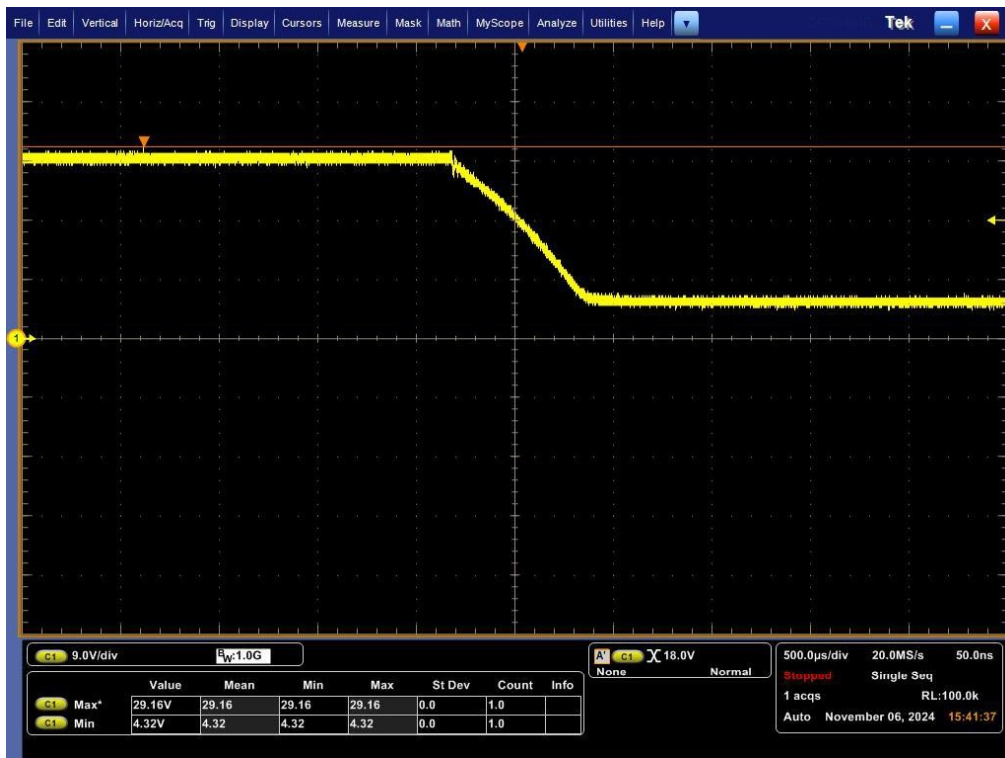 File Edit Vertical Horiz/Acq Trig Display Cursors Measure Mask Math MyScope Analyze Utilities Help Tek X
1
C1 9.0V/div BW:1.0G
A' C1 18.0V
None Normal
500.0µs/div 20.0MS/s 50.0ns
Stopped Single Seq
1 acqs RL:100.0k
Auto November 06, 2024 15:41:37
Value Mean Min Max St Dev Count Info
C1 Max* 29.16V 29.16 29.16 29.16 0.0 1.0
C1 Min 4.32V 4.32 4.32 4.32 0.0 1.0